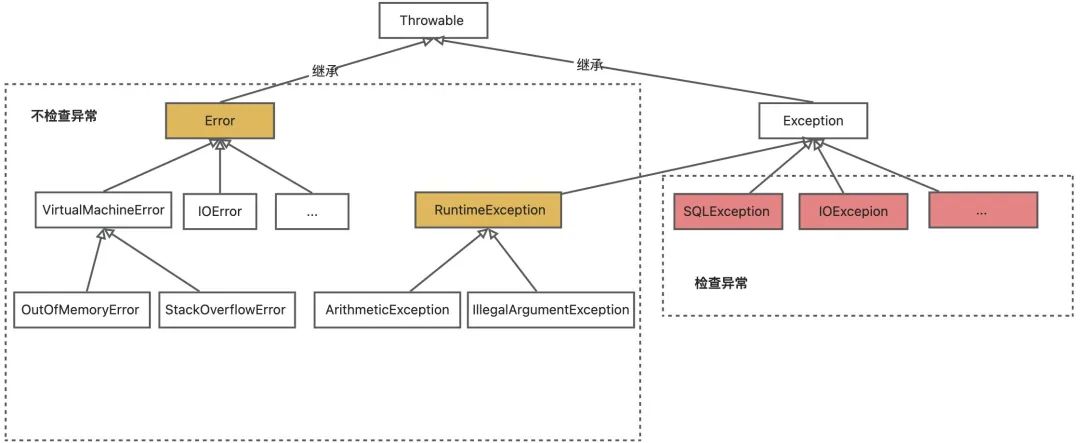 Throwable
继承
继承
不检查异常
Error
Exception
VirtualMachineError
IOError
...
RuntimeException
SQLException
IOExcepion
...
检查异常
OutOfMemoryError
StackOverflowError
ArithmeticException
IllegalArgumentException